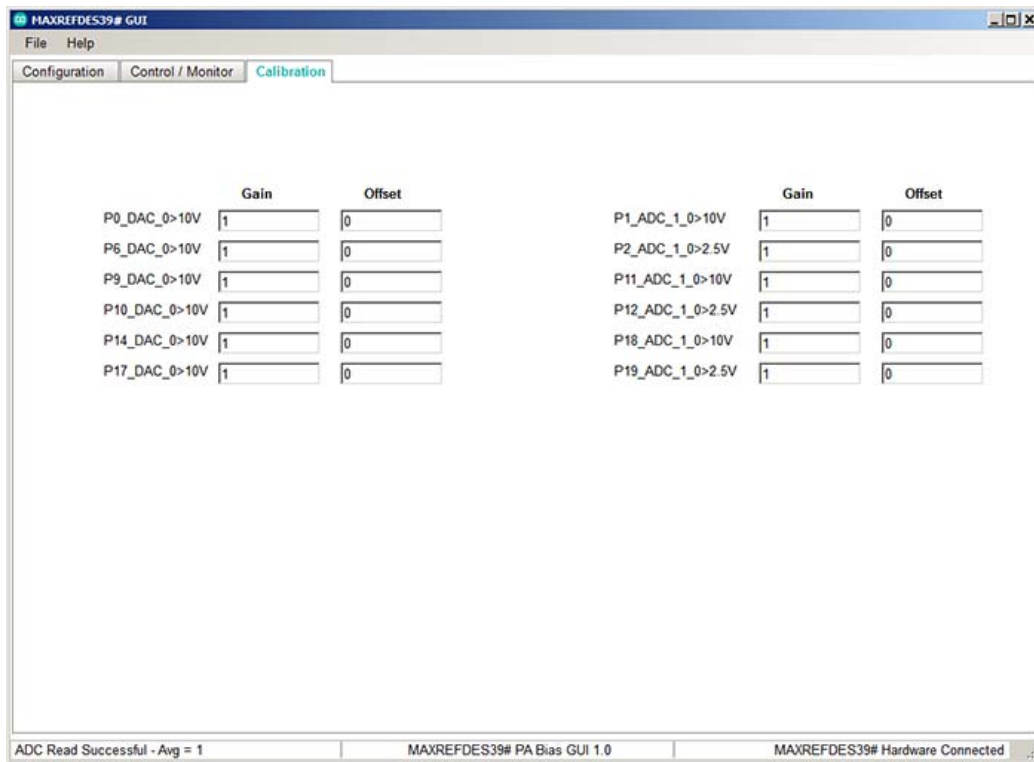 MAXREFDES39# GUI
File Help
Configuration Control / Monitor Calibration
Gain Offset Gain Offset
P0_DAC_0>10V 1 0 P1_ADC_1_0>10V 1 0
P6_DAC_0>10V 1 0 P2_ADC_1_0>2.5V 1 0
P9_DAC_0>10V 1 0 P11_ADC_1_0>10V 1 0
P10_DAC_0>10V 1 0 P12_ADC_1_0>2.5V 1 0
P14_DAC_0>10V 1 0 P18_ADC_1_0>10V 1 0
P17_DAC_0>10V 1 0 P19_ADC_1_0>2.5V 1 0
ADC Read Successful - Avg = 1 MAXREFDES39# PA Bias GUI 1.0 MAXREFDES39# Hardware Connected